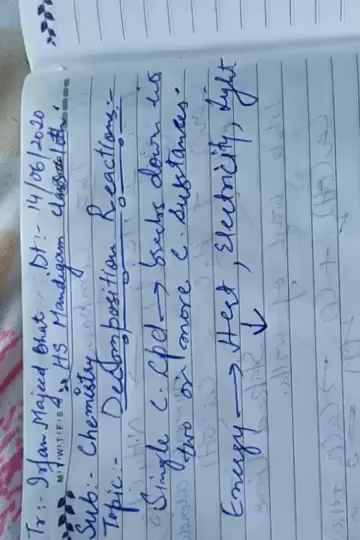 Tr:- Irfan Majeed Bhat Dt:- 14/06/2020
MITWITIFISI HS Mandigam Class 10th
Sub:- Chemistry
Topic:- Decomposition Reactions:-
Single c. cpd → breaks down into
two or more c. substances.
Energy → Heat, Electricity, light
↓